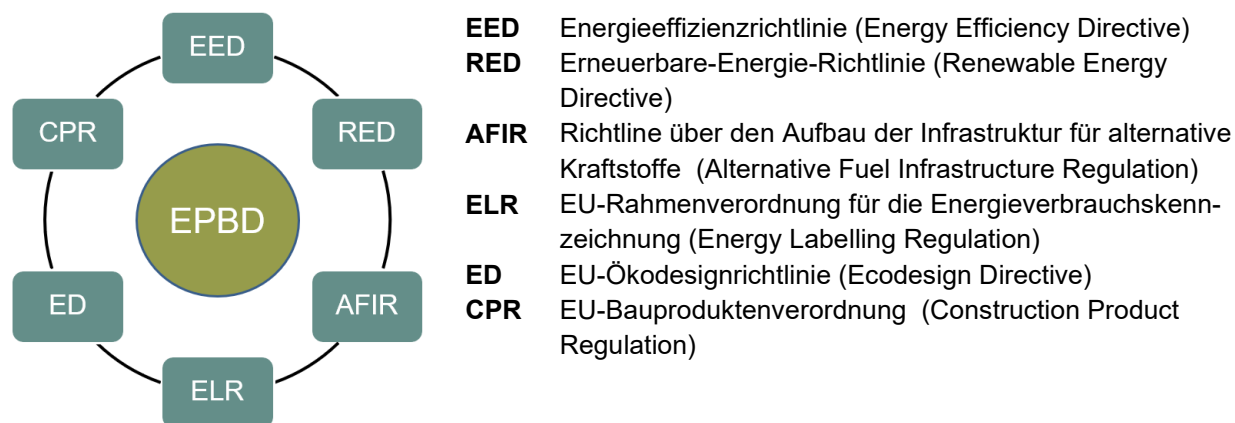 EED
CPR
RED
EPBD
ED
AFIR
ELR
EED Energieeffizienzrichtlinie (Energy Efficiency Directive)
RED Erneuerbare-Energie-Richtlinie (Renewable Energy
Directive)
AFIR Richtline über den Aufbau der Infrastruktur für alternative
Kraftstoffe (Alternative Fuel Infrastructure Regulation)
ELR EU-Rahmenverordnung für die Energieverbrauchskenn-
zeichnung (Energy Labelling Regulation)
ED EU-Ökodesignrichtlinie (Ecodesign Directive)
CPR EU-Bauproduktenverordnung (Construction Product
Regulation)